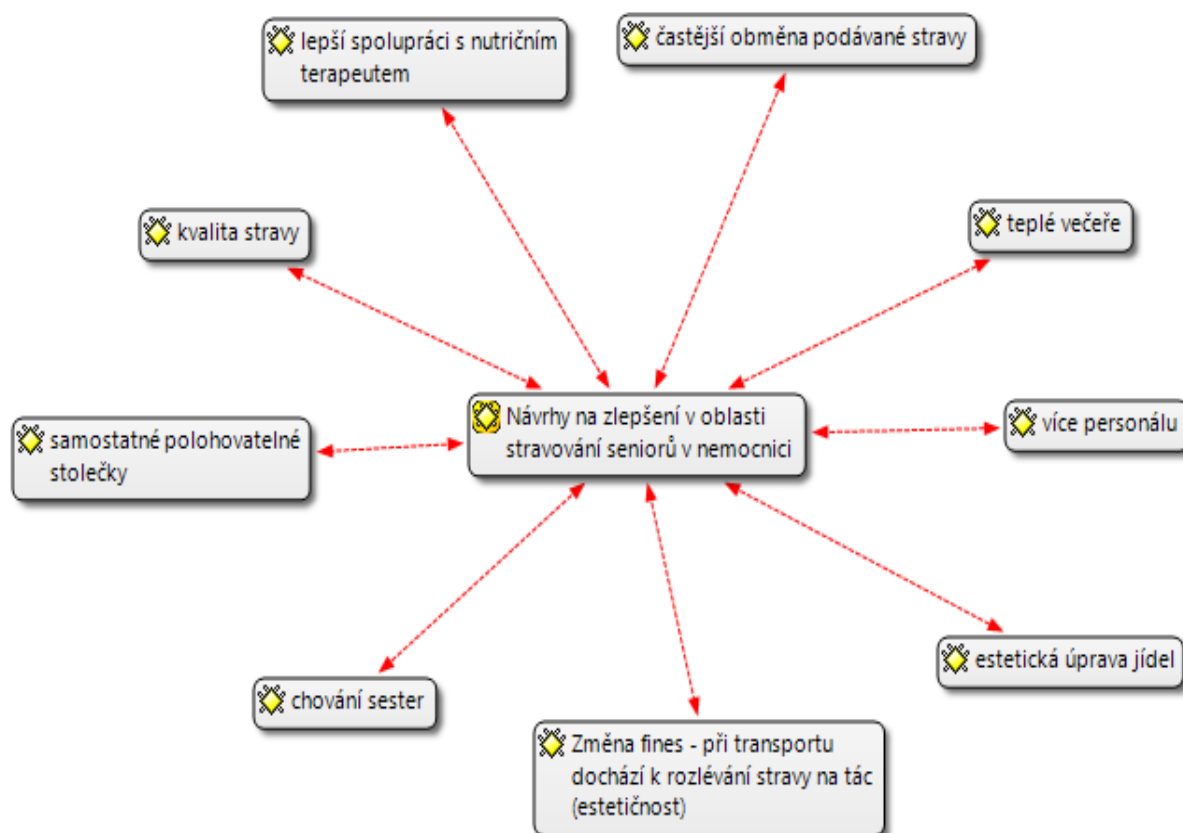 lepší spolupráci s nutričním
terapeutem
častější obměna podávané stravy
kvalita stravy
teplé večeře
Návrhy na zlepšení v oblasti
stravování seniorů v nemocnici
samostatné polohovatelné
stolečky
více personálu
estetická úprava jídel
chování sester
Změna fines - při transportu
dochází k rozlévání stravy na tác
(estetičnost)